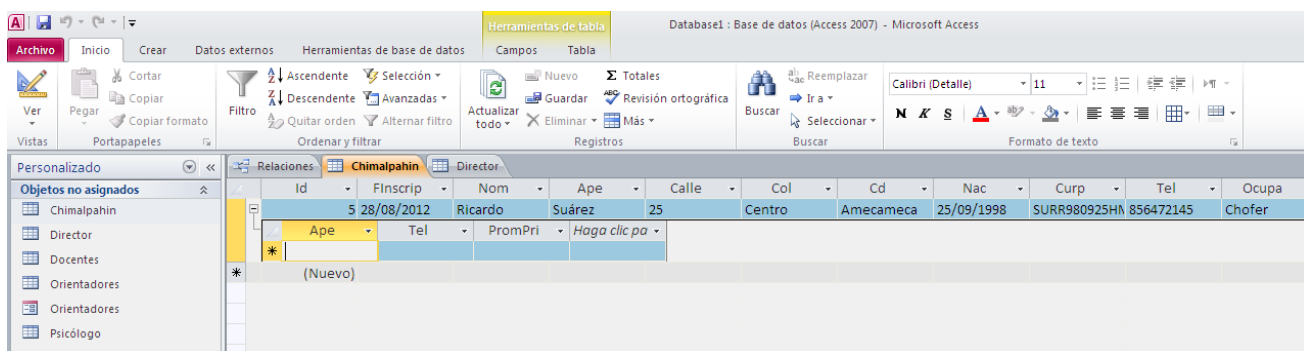 A Herramientas de tabla Database1 : Base de datos (Access 2007) - Microsoft Access
Archivo Inicio Crear Datos externos Herramientas de base de datos Campos Tabla
Cortar Ascendente Selección Nuevo Σ Totales Reemplazar Calibri (Detalle) 11
Copiar Descendente Avanzadas Guardar Revisión ortográfica Ir a
Ver Pegar Copiar formato Filtro Quitar orden Alternar filtro Actualizar todo Eliminar Más Buscar Seleccionar N K S A
Vistas Portapapeles Ordenar y filtrar Registros Buscar Formato de texto
Personalizado « Relaciones Chimalpahin Director
Objetos no asignados Id FInscrip Nom Ape Calle Col Cd Nac Curp Tel Ocupa
Chimalpahin 5 28/08/2012 Ricardo Suárez 25 Centro Amecameca 25/09/1998 SURR980925HN 856472145 Chofer
Director Ape Tel PromPri Haga clic pa
Docentes *
Orientadores * (Nuevo)
Orientadores
Psicólogo